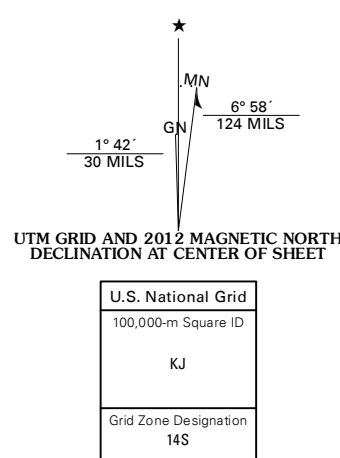 ★
MN
6° 58´
124 MILS
GN
1° 42´
30 MILS
UTM GRID AND 2012 MAGNETIC NORTH
DECLINATION AT CENTER OF SHEET
U.S. National Grid
100,000-m Square ID
KJ
Grid Zone Designation
14S